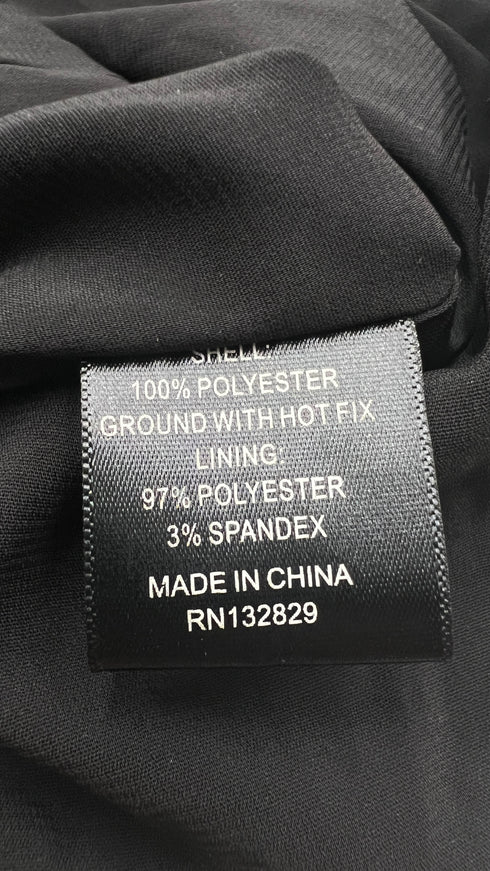 SHELL:
100% POLYESTER
GROUND WITH HOT FIX
LINING:
97% POLYESTER
3% SPANDEX
MADE IN CHINA
RN132829